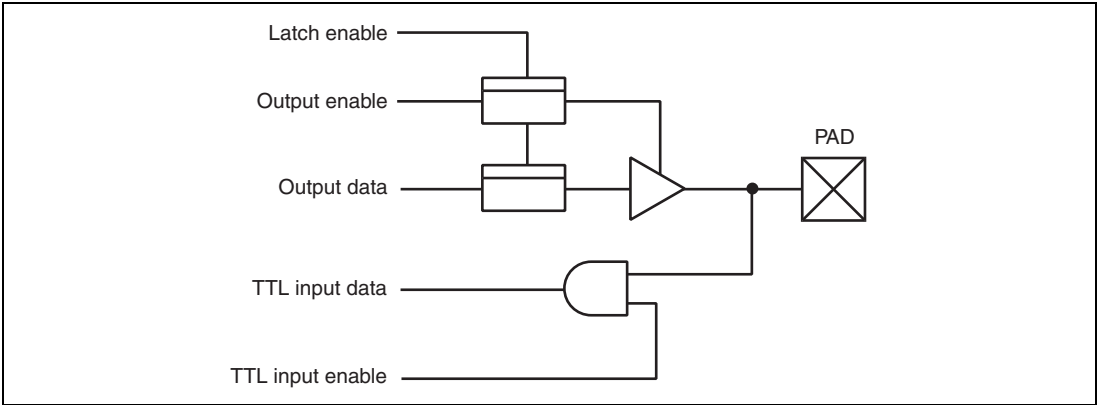 Latch enable
Output enable
PAD
Output data
TTL input data
TTL input enable